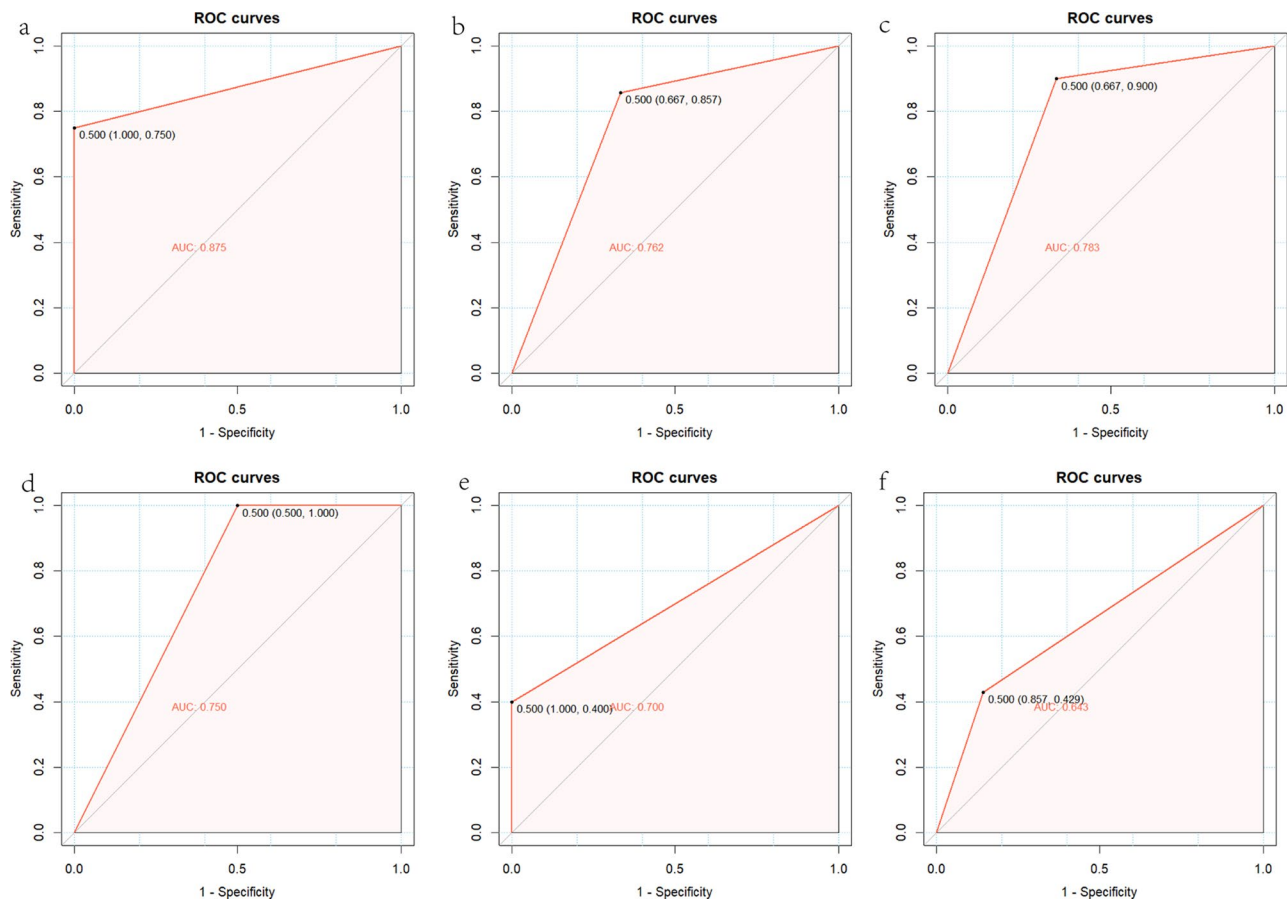 a
ROC curves
Sensitivity
1.0
0.8
0.6
0.4
0.2
0.0
0.500 (1.000, 0.750)
AUC: 0.875
0.0 0.5 1.0
1 - Specificity
b
ROC curves
Sensitivity
1.0
0.8
0.6
0.4
0.2
0.0
0.500 (0.667, 0.857)
AUC: 0.762
0.0 0.5 1.0
1 - Specificity
c
ROC curves
Sensitivity
1.0
0.8
0.6
0.4
0.2
0.0
0.500 (0.667, 0.900)
AUC: 0.783
0.0 0.5 1.0
1 - Specificity
d
ROC curves
Sensitivity
1.0
0.8
0.6
0.4
0.2
0.0
0.500 (0.500, 1.000)
AUC: 0.750
0.0 0.5 1.0
1 - Specificity
e
ROC curves
Sensitivity
1.0
0.8
0.6
0.4
0.2
0.0
0.500 (1.000, 0.400)
AUC: 0.700
0.0 0.5 1.0
1 - Specificity
f
ROC curves
Sensitivity
1.0
0.8
0.6
0.4
0.2
0.0
0.500 (0.857, 0.429)
AUC: 0.643
0.0 0.5 1.0
1 - Specificity